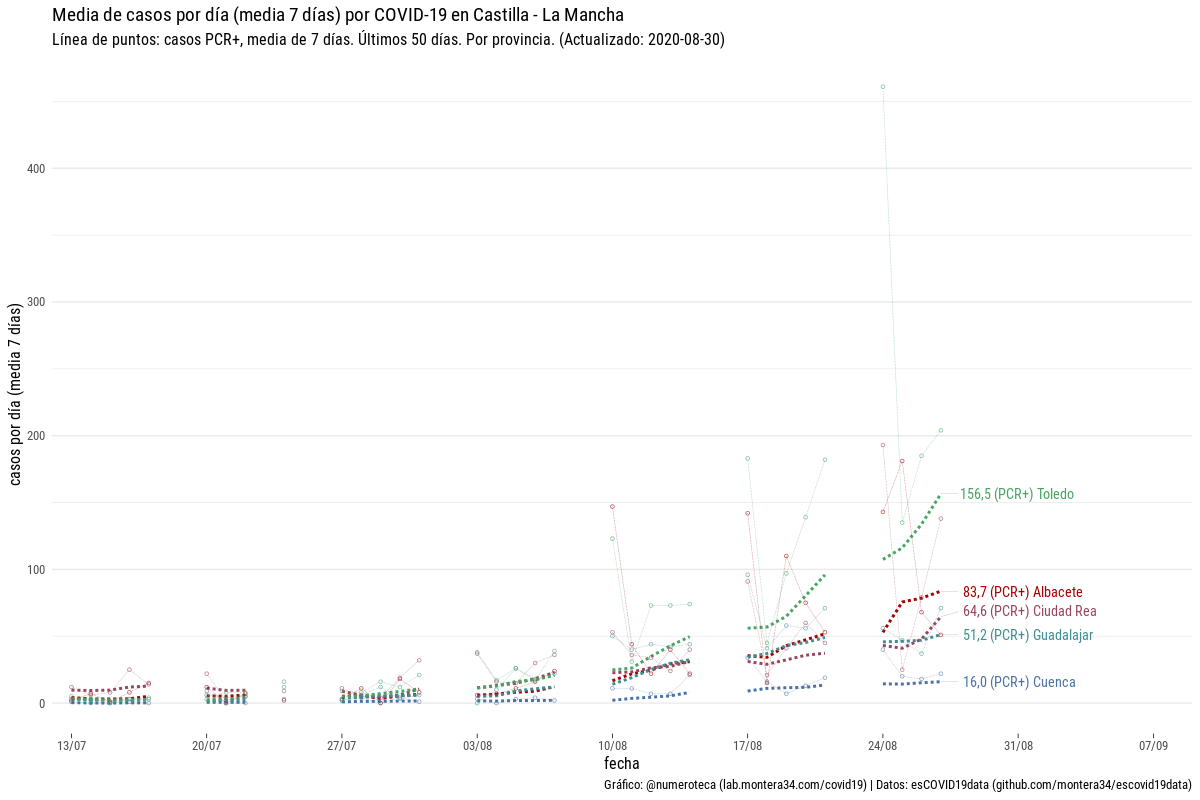 Media de casos por día (media 7 días) por COVID-19 en Castilla - La Mancha
Línea de puntos: casos PCR+, media de 7 días. Últimos 50 días. Por provincia. (Actualizado: 2020-08-30)
casos por día (media 7 días)
400
300
200
100
0
156,5 (PCR+) Toledo
83,7 (PCR+) Albacete
64,6 (PCR+) Ciudad Rea
51,2 (PCR+) Guadalajar
16,0 (PCR+) Cuenca
13/07
20/07
27/07
03/08
10/08
17/08
24/08
31/08
07/09
fecha
Gráfico: @numeroteca (lab.montera34.com/covid19) | Datos: esCOVID19data (github.com/montera34/escovid19data)